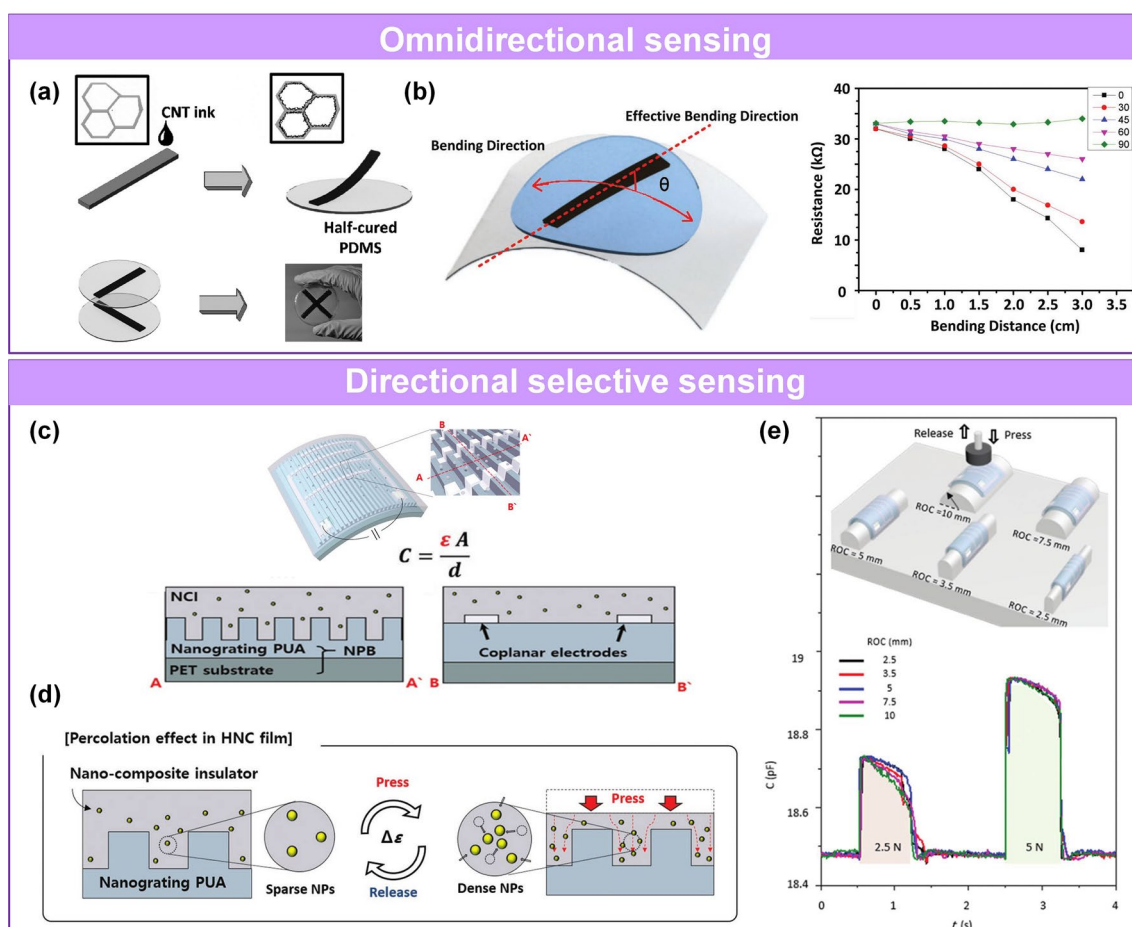 Omnidirectional sensing
(a)
CNT ink
Half-cured
PDMS
(b)
Bending Direction
Effective Bending Direction
θ
Resistance (kΩ)
40
30
20
10
0
0
30
45
60
90
0.0 0.5 1.0 1.5 2.0 2.5 3.0 3.5
Bending Distance (cm)
Directional selective sensing
(c)
B
A`
A
B`
C = ε A / d
NCI
Nanograting PUA
NPB
PET substrate
A
A`
Coplanar electrodes
B
B`
(d)
[Percolation effect in HNC film]
Nano-composite insulator
Nanograting PUA
Sparse NPs
Press
Δε
Release
Dense NPs
Press
(e)
Release
Press
ROC =10 mm
ROC =7.5 mm
ROC = 5 mm
ROC = 3.5 mm
ROC = 2.5 mm
ROC (mm)
2.5
3.5
5
7.5
10
C (pF)
19
18.8
18.6
18.4
2.5 N
5 N
0 1 2 3 4
t (s)